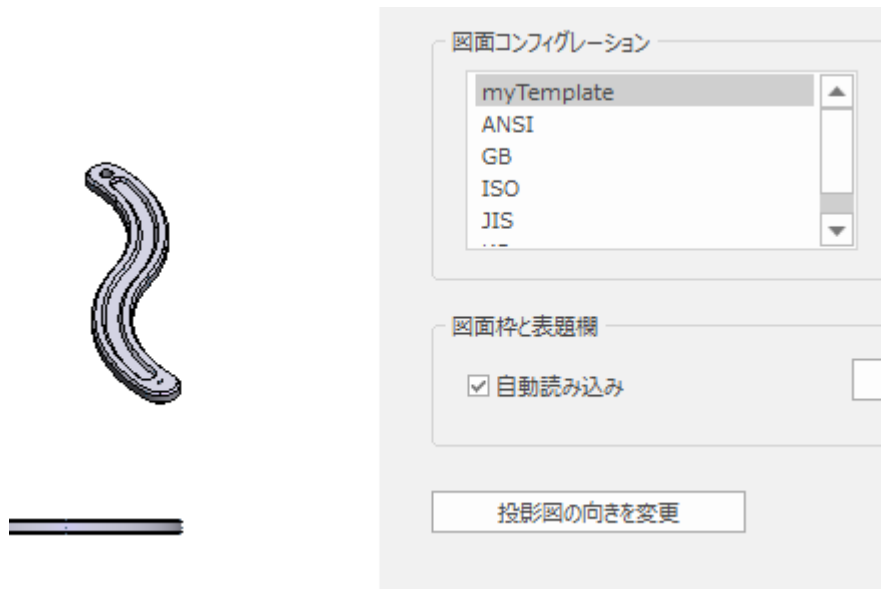 図面コンフィグレーション
myTemplate
ANSI
GB
ISO
JIS
図面枠と表題欄
自動読み込み
投影図の向きを変更